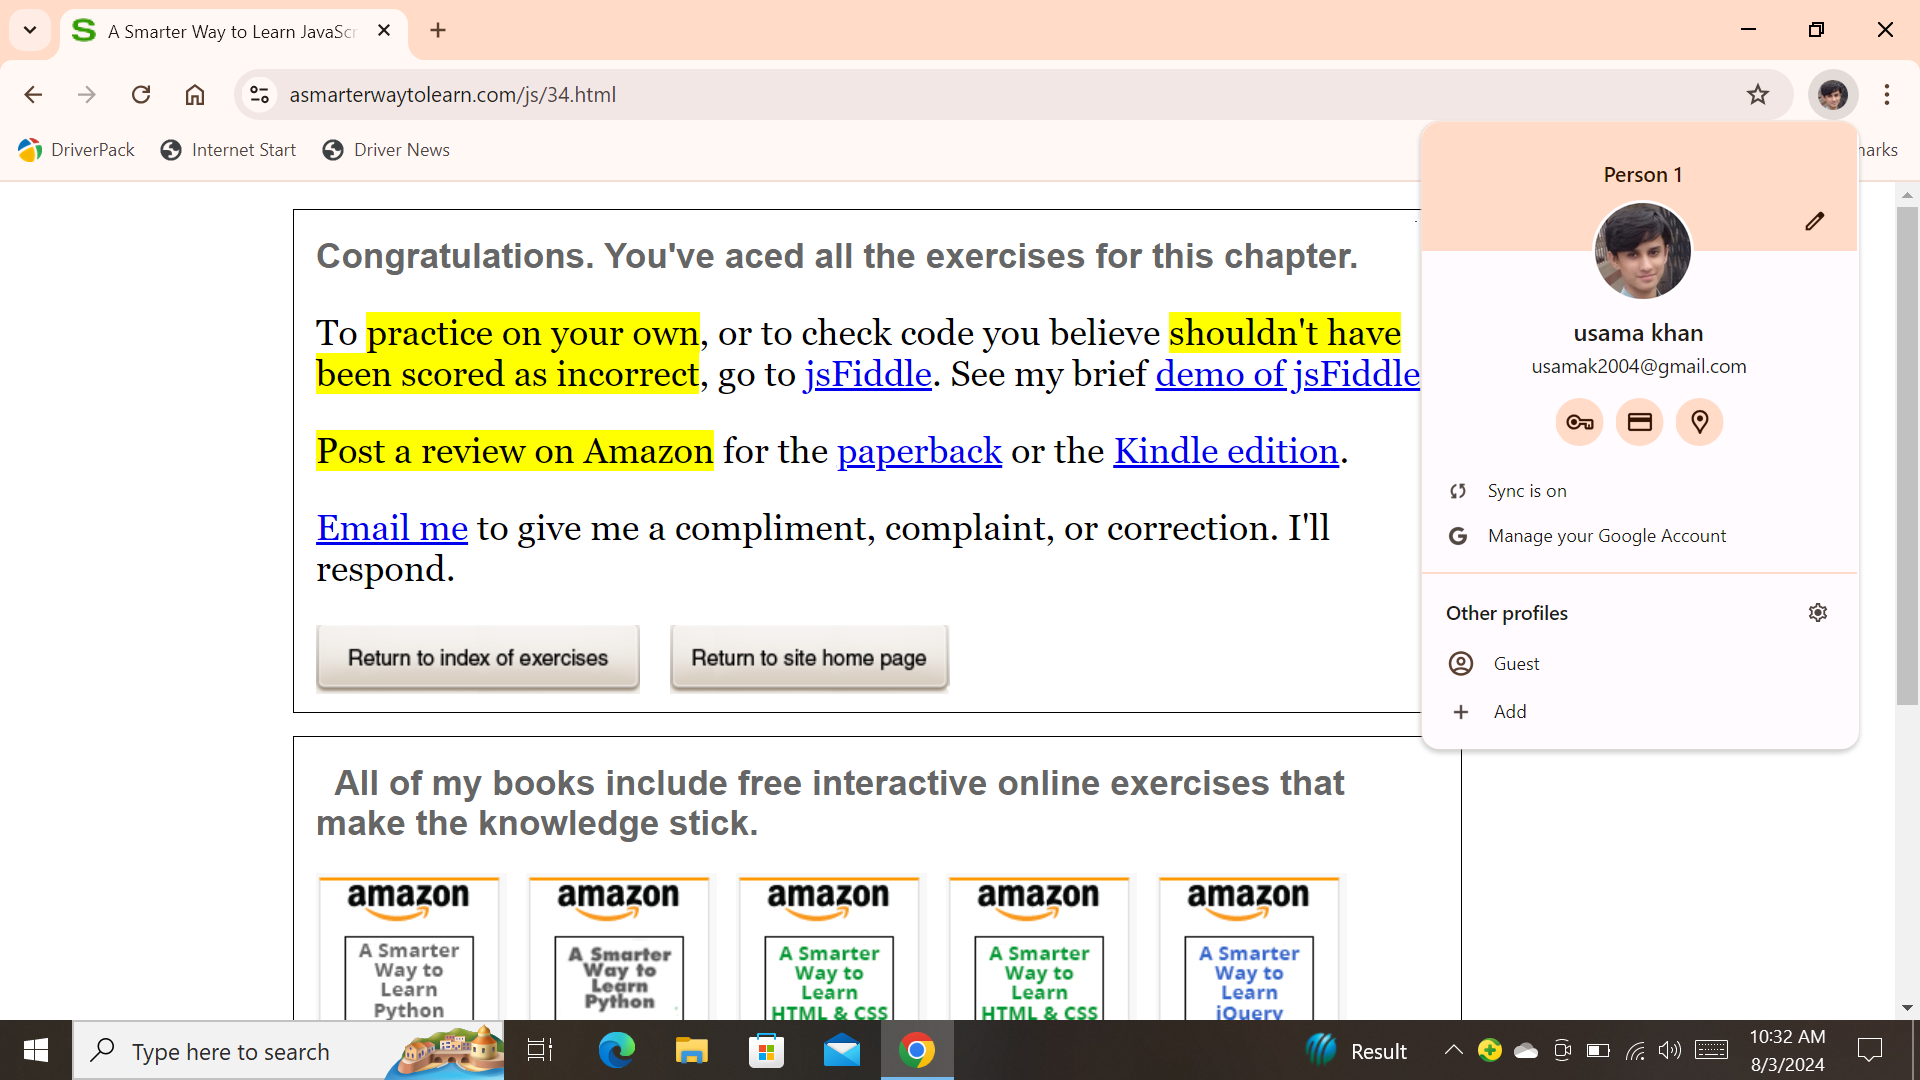 A Smarter Way to Learn JavaScr
asmarterwaytolearn.com/js/34.html
DriverPack
Internet Start
Driver News
marks
Person 1
usama khan
usamak2004@gmail.com
Sync is on
Manage your Google Account
Other profiles
Guest
Add
Congratulations. You've aced all the exercises for this chapter.
To practice on your own, or to check code you believe shouldn't have
been scored as incorrect, go to jsFiddle. See my brief demo of jsFiddle
Post a review on Amazon for the paperback or the Kindle edition.
Email me to give me a compliment, complaint, or correction. I'll
respond.
Return to index of exercises
Return to site home page
All of my books include free interactive online exercises that
make the knowledge stick.
amazon
A Smarter
Way to
Learn
Python
amazon
A Smarter
Way to
Learn
Python
amazon
A Smarter
Way to
Learn
HTML & CSS
amazon
A Smarter
Way to
Learn
HTML & CSS
amazon
A Smarter
Way to
Learn
jQuery
Type here to search
Result
10:32 AM
8/3/2024